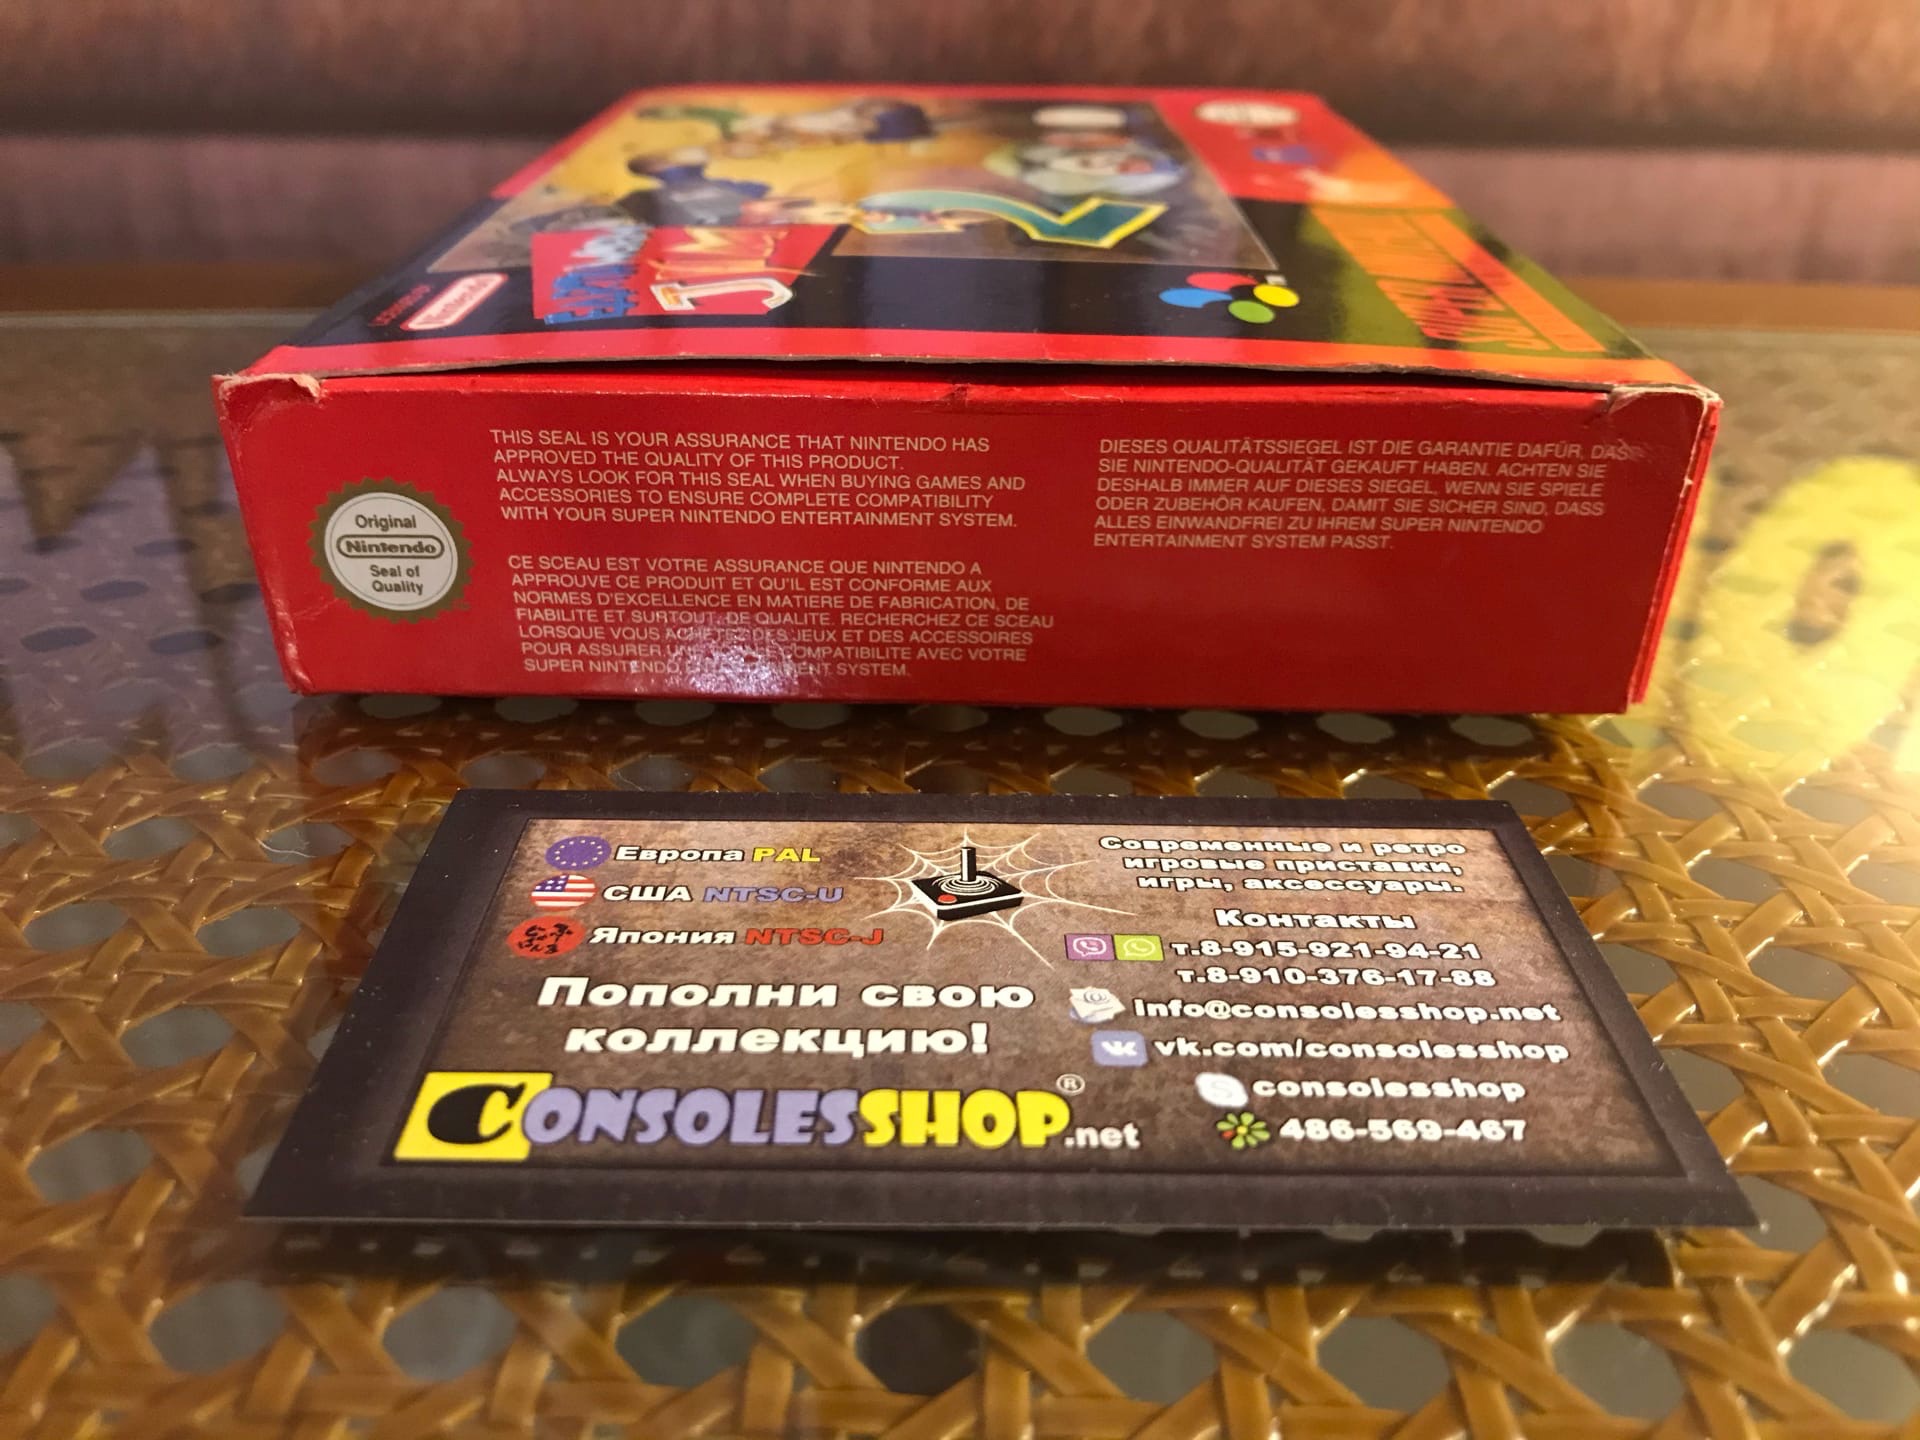 EARTHWORM
JIM
2
LICENSED BY
Nintendo
SUPER NINTENDO
Original
Nintendo
Seal of
Quality
THIS SEAL IS YOUR ASSURANCE THAT NINTENDO HAS
APPROVED THE QUALITY OF THIS PRODUCT.
ALWAYS LOOK FOR THIS SEAL WHEN BUYING GAMES AND
ACCESSORIES TO ENSURE COMPLETE COMPATIBILITY
WITH YOUR SUPER NINTENDO ENTERTAINMENT SYSTEM.
CE SCEAU EST VOTRE ASSURANCE QUE NINTENDO A
APPROUVE CE PRODUIT ET QU'IL EST CONFORME AUX
NORMES D'EXCELLENCE EN MATIERE DE FABRICATION, DE
FIABILITE ET SURTOUT, DE QUALITE. RECHERCHEZ CE SCEAU
LORSQUE VOUS ACHETEZ DES JEUX ET DES ACCESSOIRES
POUR ASSURER COMPATIBILITE AVEC VOTRE
SUPER NINTENDO SYSTEM.
DIESES QUALITÄTSSIEGEL IST DIE GARANTIE DAFÜR, DASS
SIE NINTENDO-QUALITÄT GEKAUFT HABEN. ACHTEN SIE
DESHALB IMMER AUF DIESES SIEGEL, WENN SIE SPIELE
ODER ZUBEHÖR KAUFEN, DAMIT SIE SICHER SIND, DASS
ALLES EINWANDFREI ZU IHREM SUPER NINTENDO
ENTERTAINMENT SYSTEM PASST.
Европа PAL
США NTSC-U
Япония NTSC-J
Пополни свою
коллекцию!
CONSOLESSHOP®.net
Современные и ретро
игровые приставки,
игры, аксессуары.
Контакты
т.8-915-921-94-21
т.8-910-376-17-88
info@consolesshop.net
vk.com/consolesshop
consolesshop
486-569-467